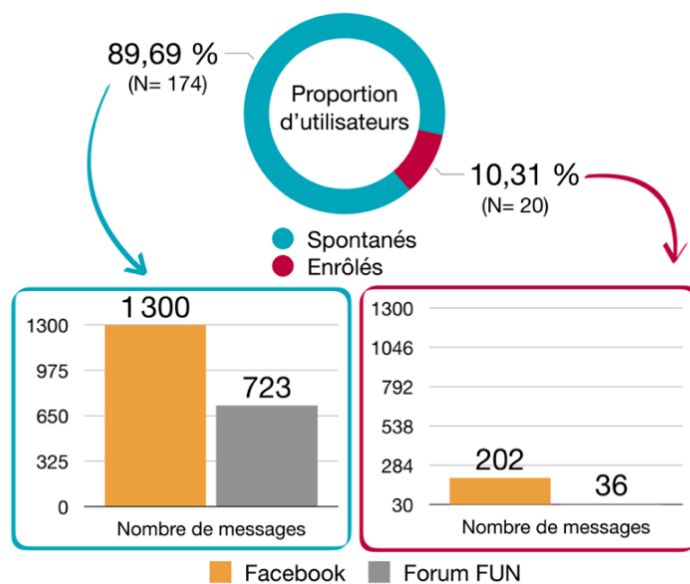 89,69 %
(N= 174)
Proportion
d'utilisateurs
10,31 %
(N= 20)
Spontanés
Enrôlés
1 300
1300
975
723
650
325
0
Nombre de messages
1300
1046
792
538
284
202
36
30
Nombre de messages
Facebook
Forum FUN